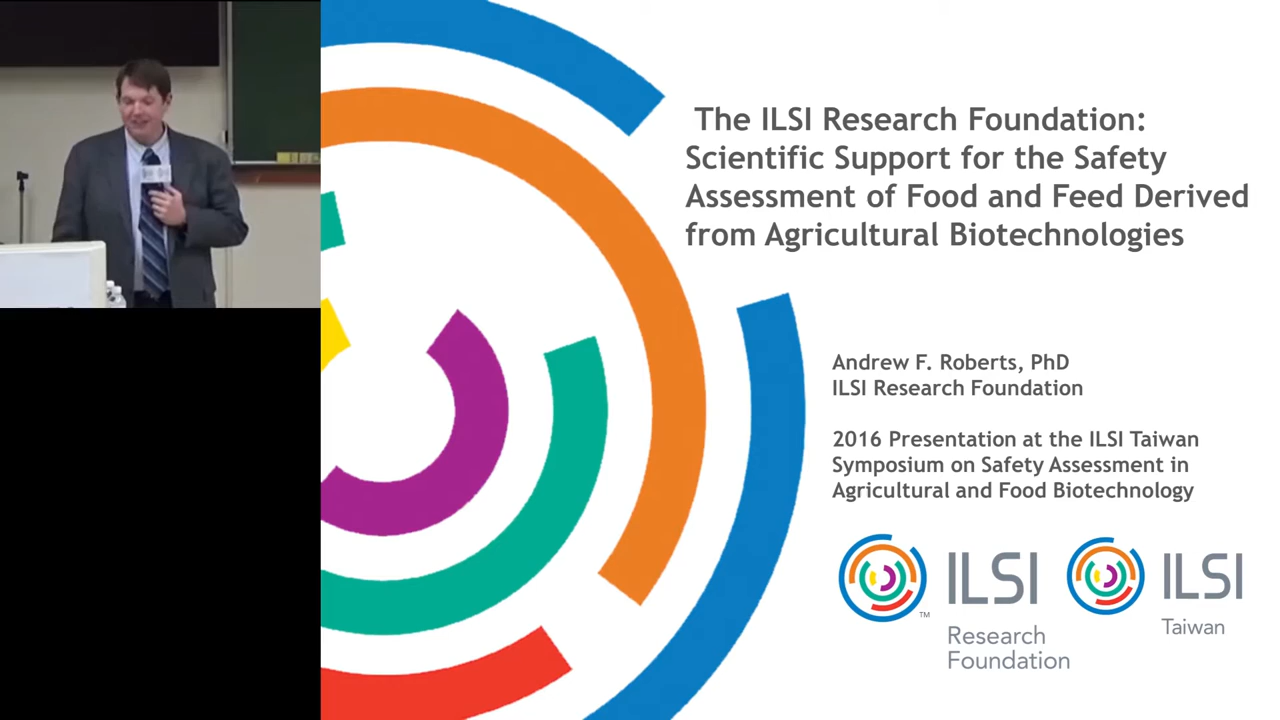 The ILSI Research Foundation:
Scientific Support for the Safety
Assessment of Food and Feed Derived
from Agricultural Biotechnologies
Andrew F. Roberts, PhD
ILSI Research Foundation
2016 Presentation at the ILSI Taiwan
Symposium on Safety Assessment in
Agricultural and Food Biotechnology
ILSI
TM
Research
Foundation
ILSI
Taiwan